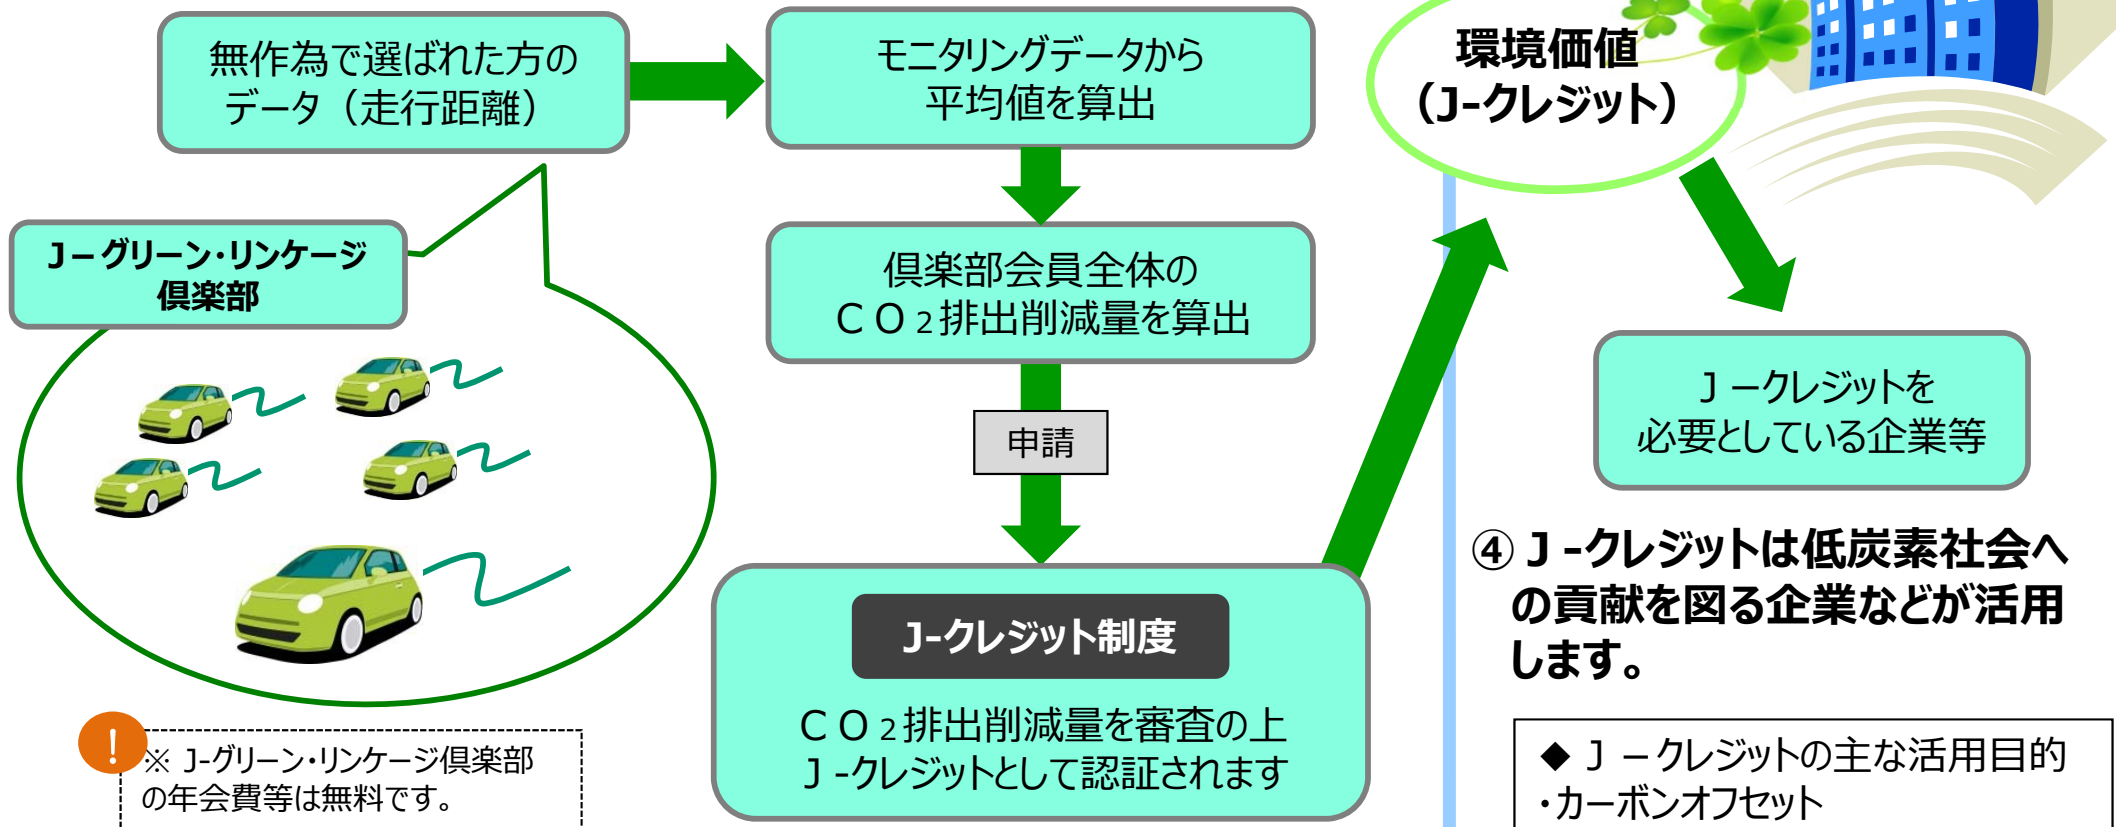 無作為で選ばれた方の
データ（走行距離）
モニタリングデータから
平均値を算出
環境価値
（J-クレジット）
J－グリーン・リンケージ
倶楽部
倶楽部会員全体の
ＣＯ２排出削減量を算出
申請
J-クレジット制度
ＣＯ２排出削減量を審査の上
Ｊ-クレジットとして認証されます
Ｊ－クレジットを
必要としている企業等
④Ｊ-クレジットは低炭素社会へ
の貢献を図る企業などが活用
します。
!
※ J-グリーン・リンケージ倶楽部
の年会費等は無料です。
◆Ｊ－クレジットの主な活用目的
・カーボンオフセット